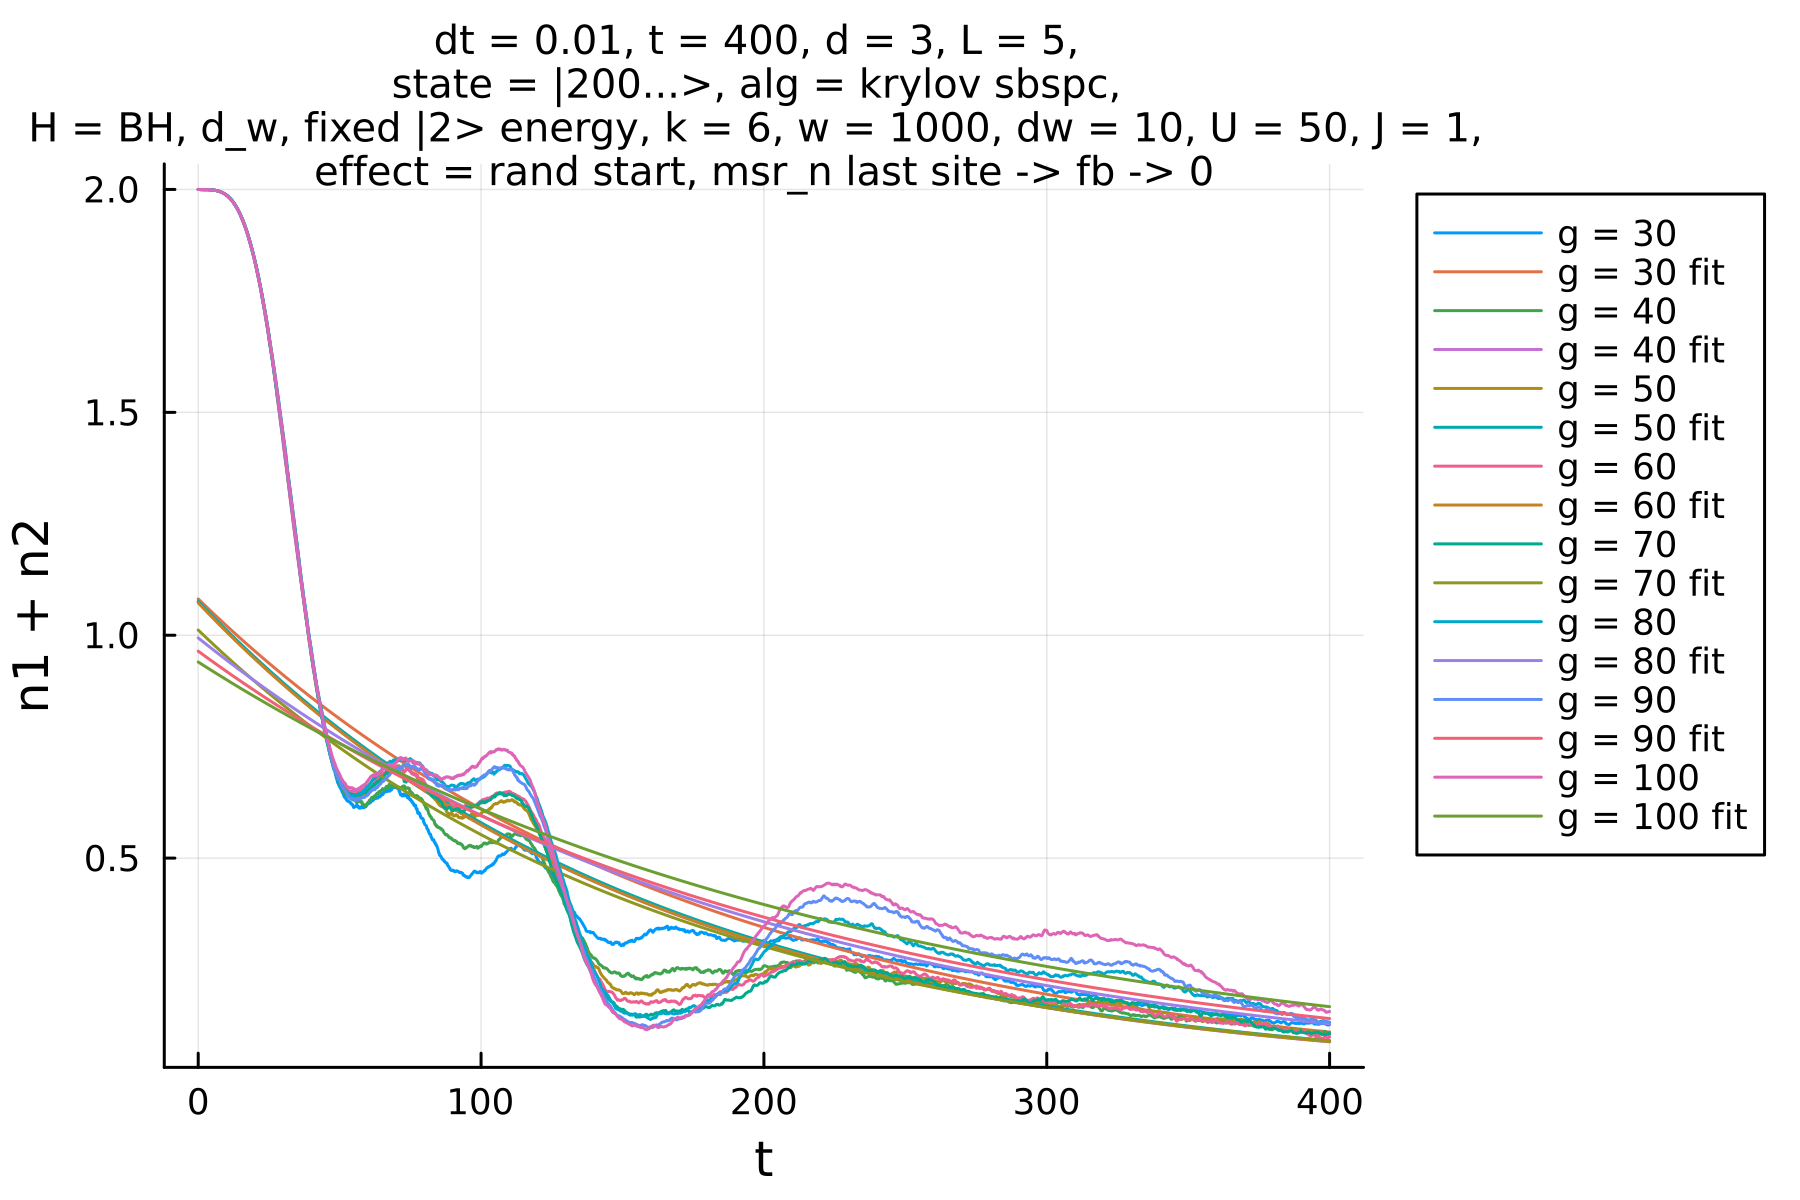 dt = 0.01, t = 400, d = 3, L = 5,
state = |200...>, alg = krylov sbspc,
H = BH, d_w, fixed |2> energy, k = 6, w = 1000, dw = 10, U = 50, J = 1,
effect = rand start, msr_n last site -> fb -> 0
2.0
1.5
1.0
0.5
n1 + n2
0 100 200 300 400
t
g = 30
g = 30 fit
g = 40
g = 40 fit
g = 50
g = 50 fit
g = 60
g = 60 fit
g = 70
g = 70 fit
g = 80
g = 80 fit
g = 90
g = 90 fit
g = 100
g = 100 fit